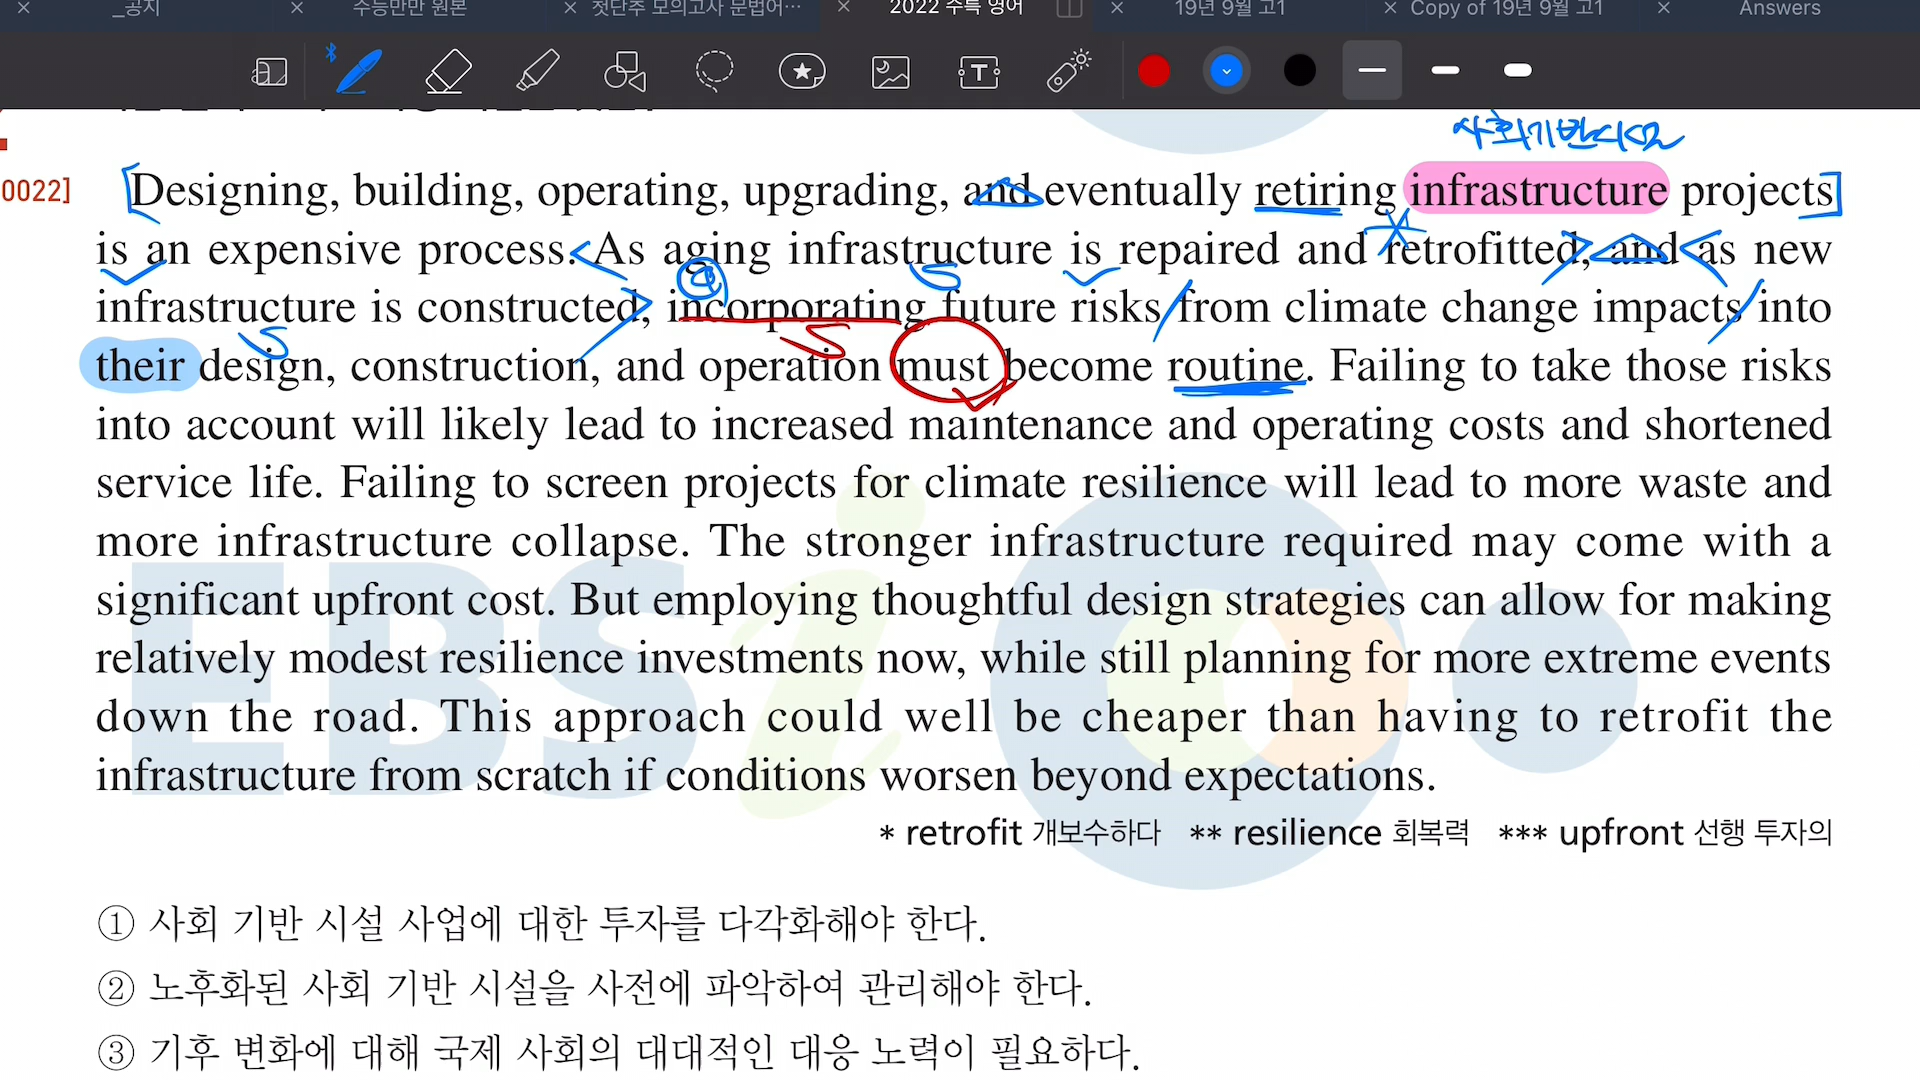 _공지
수능만만 원본
첫단추 모의고사 문법어…
2022 수특 영어
19년 9월 고1
Copy of 19년 9월 고1
Answers
사회기반시설
0022]
Designing, building, operating, upgrading, and eventually retiring infrastructure projects
is an expensive process. As aging infrastructure is repaired and *retrofitted, and as new
infrastructure is constructed, incorporating future risks from climate change impacts into
their design, construction, and operation must become routine. Failing to take those risks
into account will likely lead to increased maintenance and operating costs and shortened
service life. Failing to screen projects for climate resilience will lead to more waste and
more infrastructure collapse. The stronger infrastructure required may come with a
significant upfront cost. But employing thoughtful design strategies can allow for making
relatively modest resilience investments now, while still planning for more extreme events
down the road. This approach could well be cheaper than having to retrofit the
infrastructure from scratch if conditions worsen beyond expectations.
* retrofit 개보수하다 ** resilience 회복력 *** upfront 선행 투자의
① 사회 기반 시설 사업에 대한 투자를 다각화해야 한다.
② 노후화된 사회 기반 시설을 사전에 파악하여 관리해야 한다.
③ 기후 변화에 대해 국제 사회의 대대적인 대응 노력이 필요하다.
EBSi